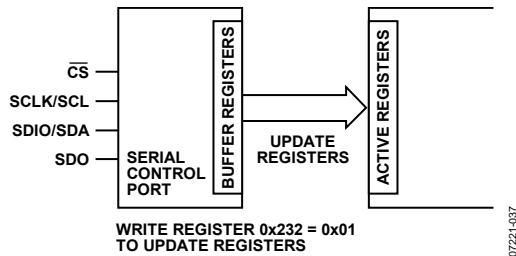 CS
SCLK/SCL
SDIO/SDA
SDO
SERIAL
CONTROL
PORT
BUFFER REGISTERS
UPDATE
REGISTERS
ACTIVE REGISTERS
WRITE REGISTER 0x232 = 0x01
TO UPDATE REGISTERS
07221-037